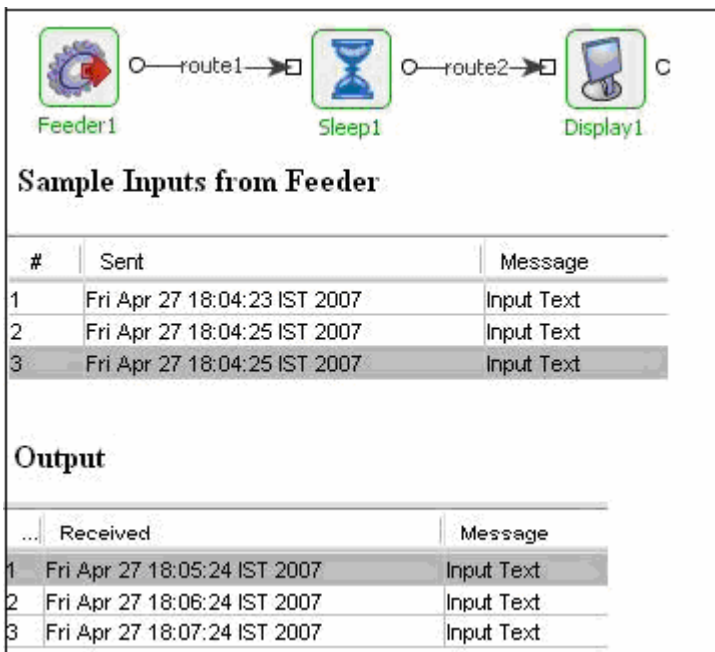 route1 route2
Feeder1 Sleep1 Display1
Sample Inputs from Feeder
# Sent Message
1 Fri Apr 27 18:04:23 IST 2007 Input Text
2 Fri Apr 27 18:04:25 IST 2007 Input Text
3 Fri Apr 27 18:04:25 IST 2007 Input Text
Output
... Received Message
1 Fri Apr 27 18:05:24 IST 2007 Input Text
2 Fri Apr 27 18:06:24 IST 2007 Input Text
3 Fri Apr 27 18:07:24 IST 2007 Input Text